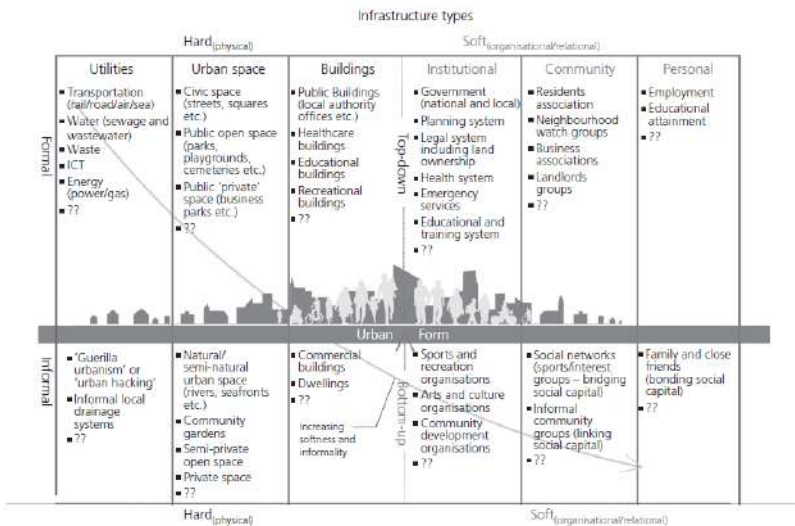 Infrastructure types
Hard(physical)
Soft(organisational/relational)
Utilities
Urban space
Buildings
Institutional
Community
Personal
Formal
▪ Transportation
(rail/road/air/sea)
▪ Water (sewage and
wastewater)
▪ Waste
▪ ICT
▪ Energy
(power/gas)
▪ ??
▪ Civic space
(streets, squares
etc.)
▪ Public open space
(parks,
playgrounds,
cemeteries etc.)
▪ Public 'private'
space (business
parks etc.)
▪ ??
▪ Public Buildings
(local authority
offices etc.)
▪ Healthcare
buildings
▪ Educational
buildings
▪ Recreational
buildings
▪ ??
Top-down
▪ Government
(national and local)
▪ Planning system
▪ Legal system
including land
ownership
▪ Health system
▪ Emergency
services
▪ Educational and
training system
▪ ??
▪ Residents
association
▪ Neighbourhood
watch groups
▪ Business
associations
▪ Landlords
groups
▪ ??
▪ Employment
▪ Educational
attainment
▪ ??
Urban Form
Informal
▪ 'Guerilla
urbanism' or
'urban hacking'
▪ Informal local
drainage
systems
▪ ??
▪ Natural/
semi-natural
urban space
(rivers, seafronts
etc.)
▪ Community
gardens
▪ Semi-private
open space
▪ Private space
▪ ??
▪ Commercial
buildings
▪ Dwellings
▪ ??
Increasing
softness and
informality
Bottom-up
▪ Sports and
recreation
organisations
▪ Arts and culture
organisations
▪ Community
development
organisations
▪ ??
▪ Social networks
(sports/interest
groups – bridging
social capital)
▪ Informal
community
groups (linking
social capital)
▪ ??
▪ Family and close
friends
(bonding social
capital)
▪ ??
Hard(physical)
Soft(organisational/relational)